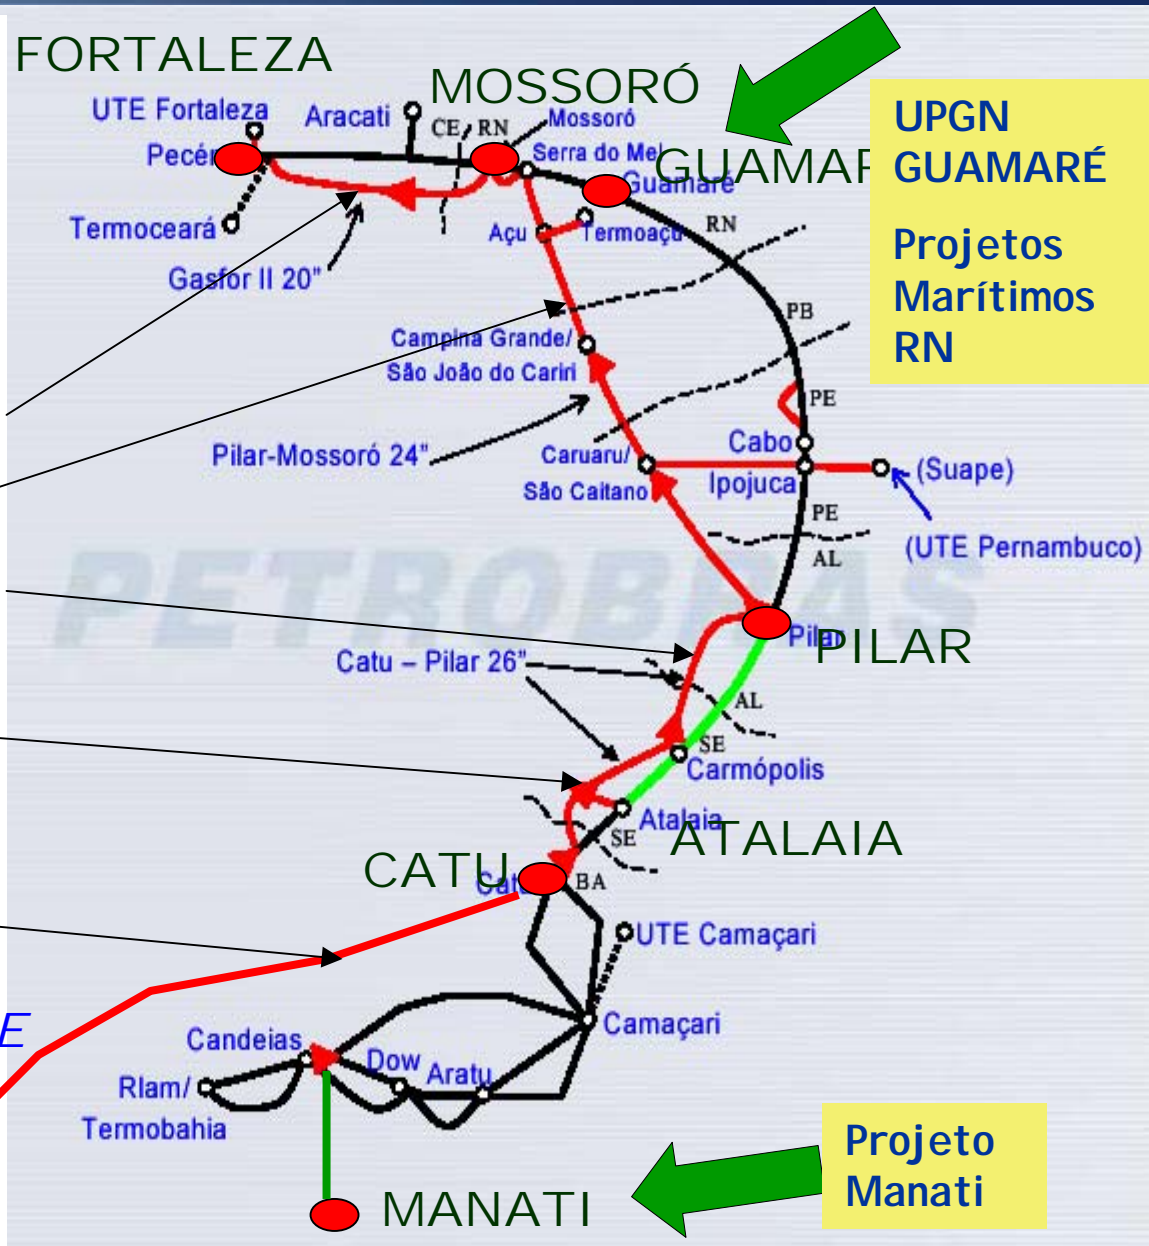 FORTALEZA
MOSSORÓ
UTE Fortaleza
Aracati
CE
RN
Mossoró
Pecém
Serra do Mel
GUAMAR
Guamaré
UPGN
GUAMARÉ
Projetos
Marítimos
RN
Termoceará
Açu
Termoaçu
RN
Gasfor II 20"
PB
Campina Grande/
São João do Cariri
PE
Pilar-Mossoró 24"
Caruaru/
São Caitano
Cabo
Ipojuca
(Suape)
PE
AL
(UTE Pernambuco)
PETROBRAS
Pilar
PILAR
Catu – Pilar 26"
AL
SE
Carmópolis
Atalaia
ATALAIA
SE
CATU
Catu
BA
UTE Camaçari
E
Candeias
Camaçari
Dow
Aratu
Rlam/
Termobahia
MANATI
Projeto
Manati